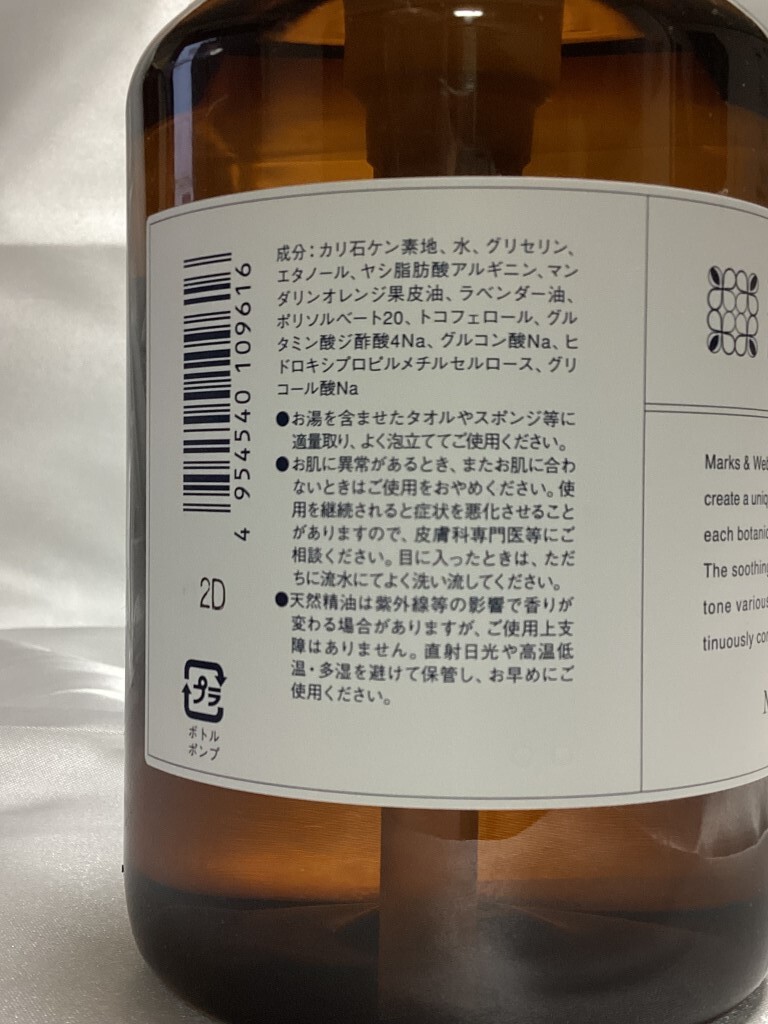 成分：カリ石ケン素地、水、グリセリン、
エタノール、ヤシ脂肪酸アルギニン、マン
ダリンオレンジ果皮油、ラベンダー油、
ポリソルベート20、トコフェロール、グル
タミン酸ジ酢酸4Na、グルコン酸Na、ヒ
ドロキシプロピルメチルセルロース、グリ
コール酸Na
●お湯を含ませたタオルやスポンジ等に
適量取り、よく泡立ててご使用ください。
●お肌に異常があるとき、またお肌に合わ
ないときはご使用をおやめください。使
用を継続されると症状を悪化させること
がありますので、皮膚科専門医等にご
相談ください。目に入ったときは、ただ
ちに流水にてよく洗い流してください。
●天然精油は紫外線等の影響で香りが
変わる場合がありますが、ご使用上支
障はありません。直射日光や高温低
温・多湿を避けて保管し、お早めにご
使用ください。
4 954540 109616
2D
プラ
ボトル
ポンプ
Marks & Web
create a uniq
each botanic
The soothing
tone various
tinuously con